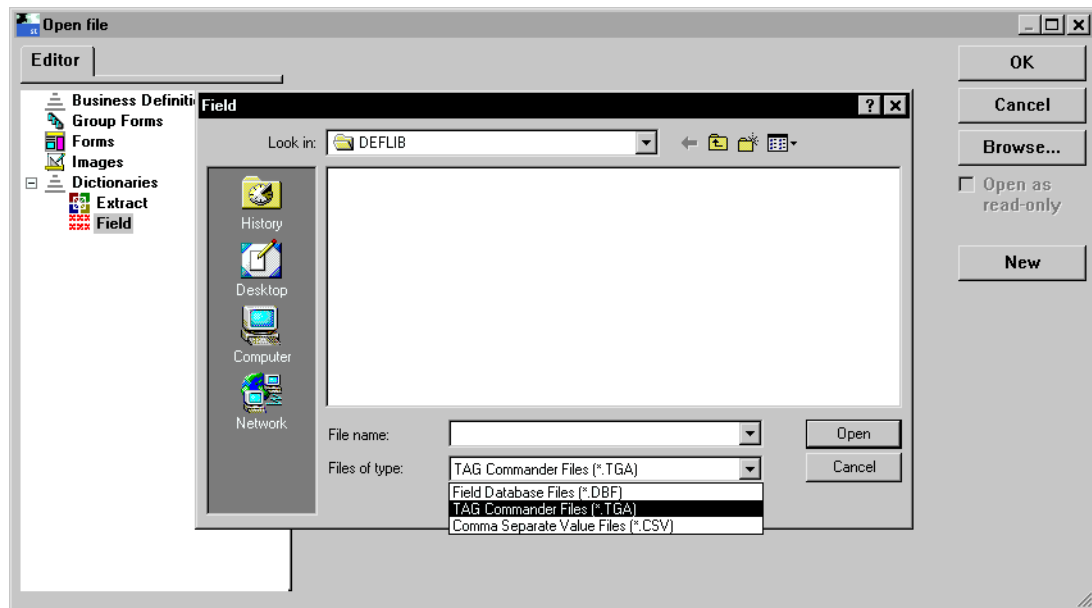 Open file
Editor
Business Definiti
Group Forms
Forms
Images
Dictionaries
Extract
xxx Field
Field
Look in: DEFLIB
History
Desktop
Computer
Network
File name:
Open
Files of type: TAG Commander Files (*.TGA)
Cancel
Field Database Files (*.DBF)
TAG Commander Files (*.TGA)
Comma Separate Value Files (*.CSV)
OK
Cancel
Browse...
Open as
read-only
New